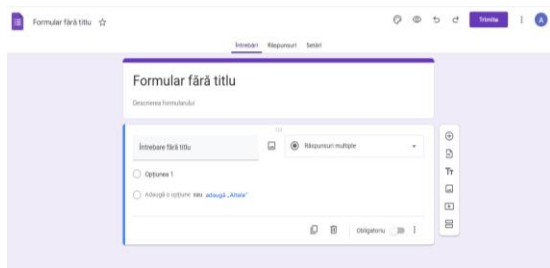 Formular fără titlu
Trimite
A
Întrebări Răspunsuri Setări
Formular fără titlu
Descrierea formularului
Întrebare fără titlu
Răspunsuri multiple
Opțiunea 1
Adăugă o opțiune sau adaugă „Altele"
Obligatoriu
Tт